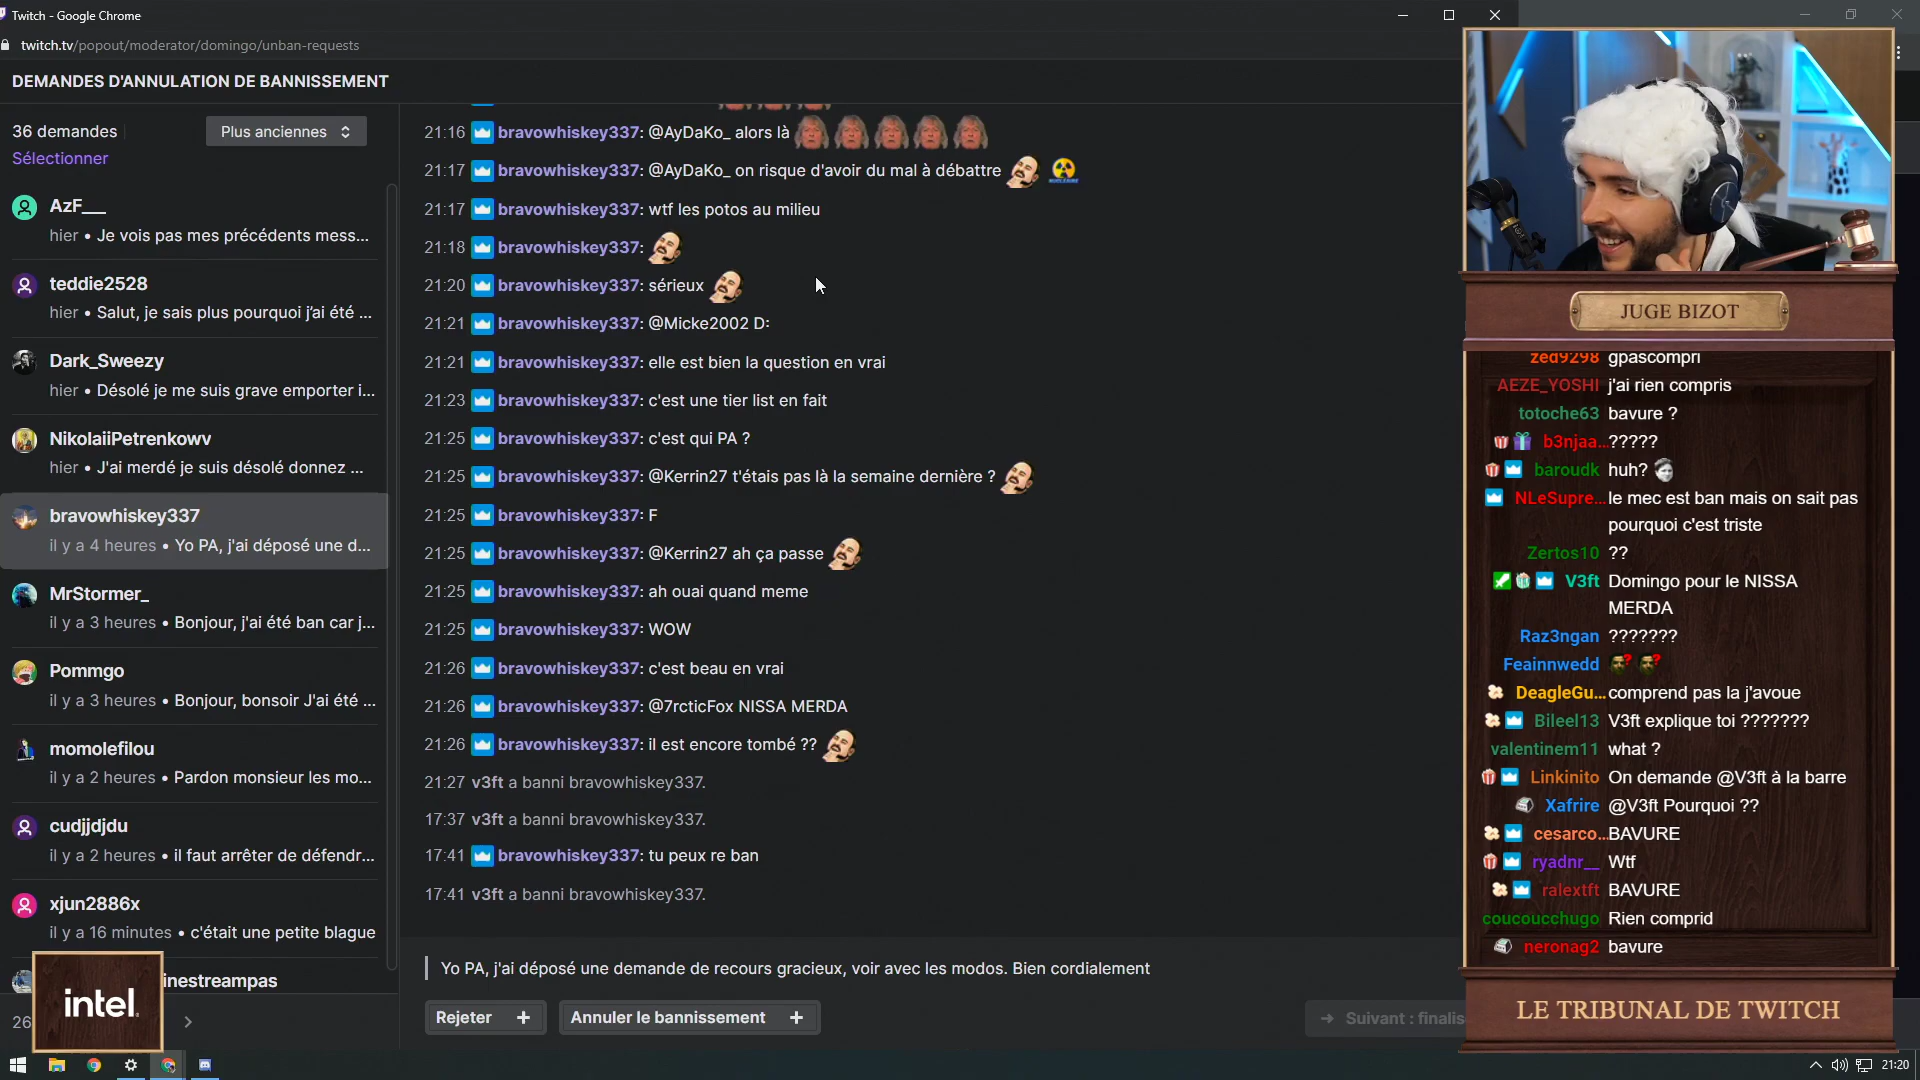 Twitch - Google Chrome
twitch.tv/popout/moderator/domingo/unban-requests
DEMANDES D'ANNULATION DE BANNISSEMENT
36 demandes
Plus anciennes
Sélectionner
AzF___
hier • Je vois pas mes précédents mess...
teddie2528
hier • Salut, je sais plus pourquoi j'ai été ...
Dark_Sweezy
hier • Désolé je me suis grave emporter i...
NikolaiiPetrenkowv
hier • J'ai merdé je suis désolé donnez ...
bravowhiskey337
il y a 4 heures • Yo PA, j'ai déposé une d...
MrStormer_
il y a 3 heures • Bonjour, j'ai été ban car j...
Pommgo
il y a 3 heures • Bonjour, bonsoir J'ai été ...
momolefilou
il y a 2 heures • Pardon monsieur les mo...
cudjjdjdu
il y a 2 heures • il faut arrêter de défendr...
xjun2886x
il y a 16 minutes • c'était une petite blague
inestreampas
26
intel.
21:16 bravowhiskey337: @AyDaKo_ alors là
21:17 bravowhiskey337: @AyDaKo_ on risque d'avoir du mal à débattre
21:17 bravowhiskey337: wtf les potos au milieu
21:18 bravowhiskey337:
21:20 bravowhiskey337: sérieux
21:21 bravowhiskey337: @Micke2002 D:
21:21 bravowhiskey337: elle est bien la question en vrai
21:23 bravowhiskey337: c'est une tier list en fait
21:25 bravowhiskey337: c'est qui PA ?
21:25 bravowhiskey337: @Kerrin27 t'étais pas là la semaine dernière ?
21:25 bravowhiskey337: F
21:25 bravowhiskey337: @Kerrin27 ah ça passe
21:25 bravowhiskey337: ah ouai quand meme
21:25 bravowhiskey337: WOW
21:26 bravowhiskey337: c'est beau en vrai
21:26 bravowhiskey337: @7rcticFox NISSA MERDA
21:26 bravowhiskey337: il est encore tombé ??
21:27 v3ft a banni bravowhiskey337.
17:37 v3ft a banni bravowhiskey337.
17:41 bravowhiskey337: tu peux re ban
17:41 v3ft a banni bravowhiskey337.
Yo PA, j'ai déposé une demande de recours gracieux, voir avec les modos. Bien cordialement
Rejeter +
Annuler le bannissement +
→ Suivant : finalis
JUGE BIZOT
zed9298 gpascompri
AEZE_YOSHI j'ai rien compris
totoche63 bavure ?
b3njaa... ?????
baroudk huh?
NLeSupre... le mec est ban mais on sait pas
pourquoi c'est triste
Zertos10 ??
V3ft Domingo pour le NISSA
MERDA
Raz3ngan ???????
Feainnwedd
DeagleGu... comprend pas la j'avoue
Bileel13 V3ft explique toi ???????
valentinem11 what ?
Linkinito On demande @V3ft à la barre
Xafrire @V3ft Pourquoi ??
cesarco... BAVURE
ryadnr__ Wtf
ralextft BAVURE
coucoucchugo Rien comprid
neronag2 bavure
LE TRIBUNAL DE TWITCH
21:20